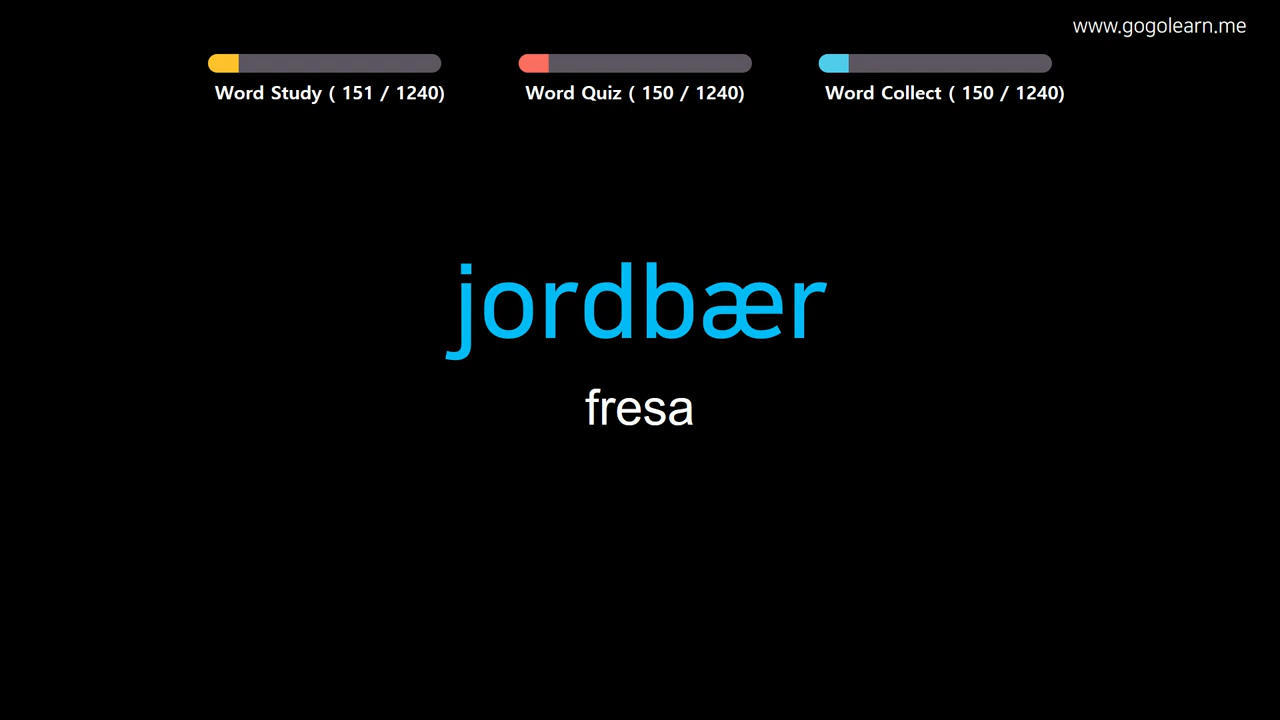 www.gogolearn.me
Word Study ( 151 / 1240)
Word Quiz ( 150 / 1240)
Word Collect ( 150 / 1240)
jordbær
fresa